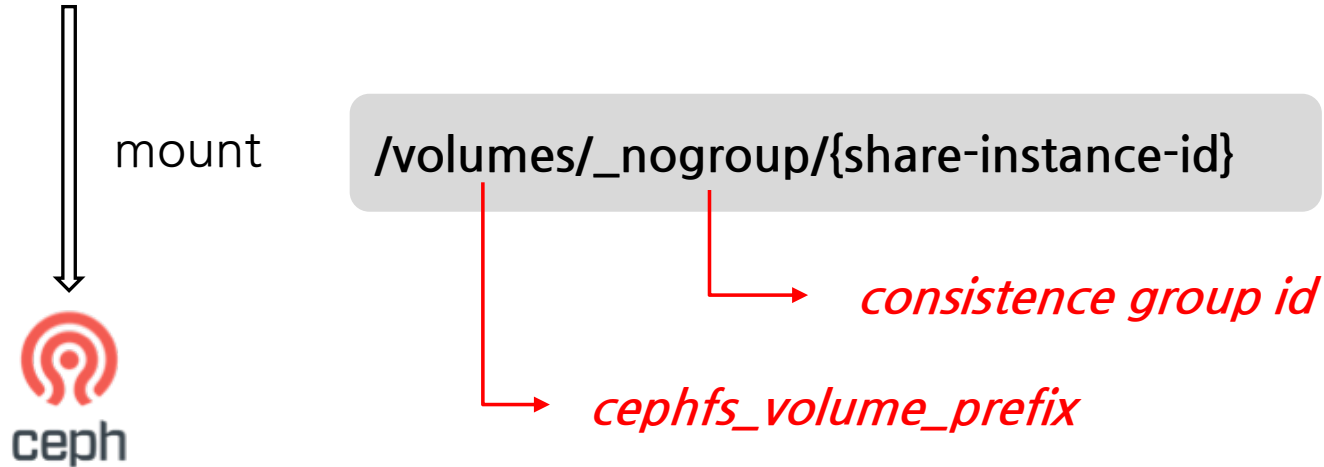 mount
/volumes/_nogroup/{share-instance-id}
consistence group id
cephfs_volume_prefix
ceph